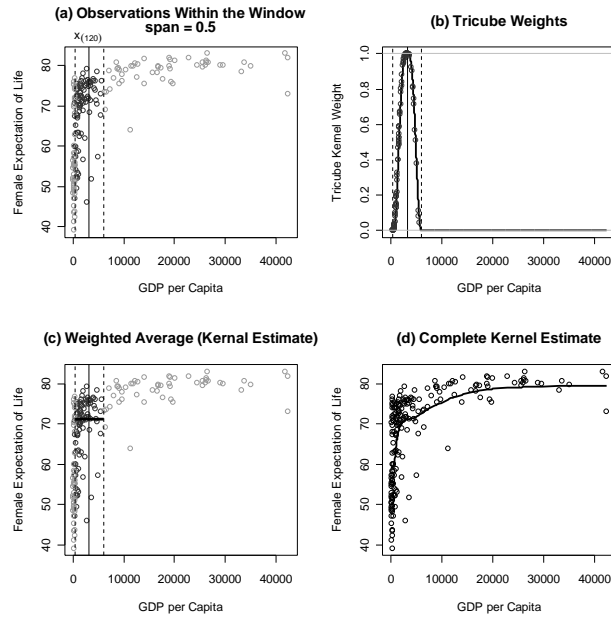 (a) Observations Within the Window
span = 0.5
x(120)
Female Expectation of Life
40 50 60 70 80
0 10000 20000 30000 40000
GDP per Capita
(b) Tricube Weights
Tricube Kernel Weight
0.0 0.2 0.4 0.6 0.8 1.0
0 10000 20000 30000 40000
GDP per Capita
(c) Weighted Average (Kernal Estimate)
Female Expectation of Life
40 50 60 70 80
0 10000 20000 30000 40000
GDP per Capita
(d) Complete Kernel Estimate
Female Expectation of Life
40 50 60 70 80
0 10000 20000 30000 40000
GDP per Capita